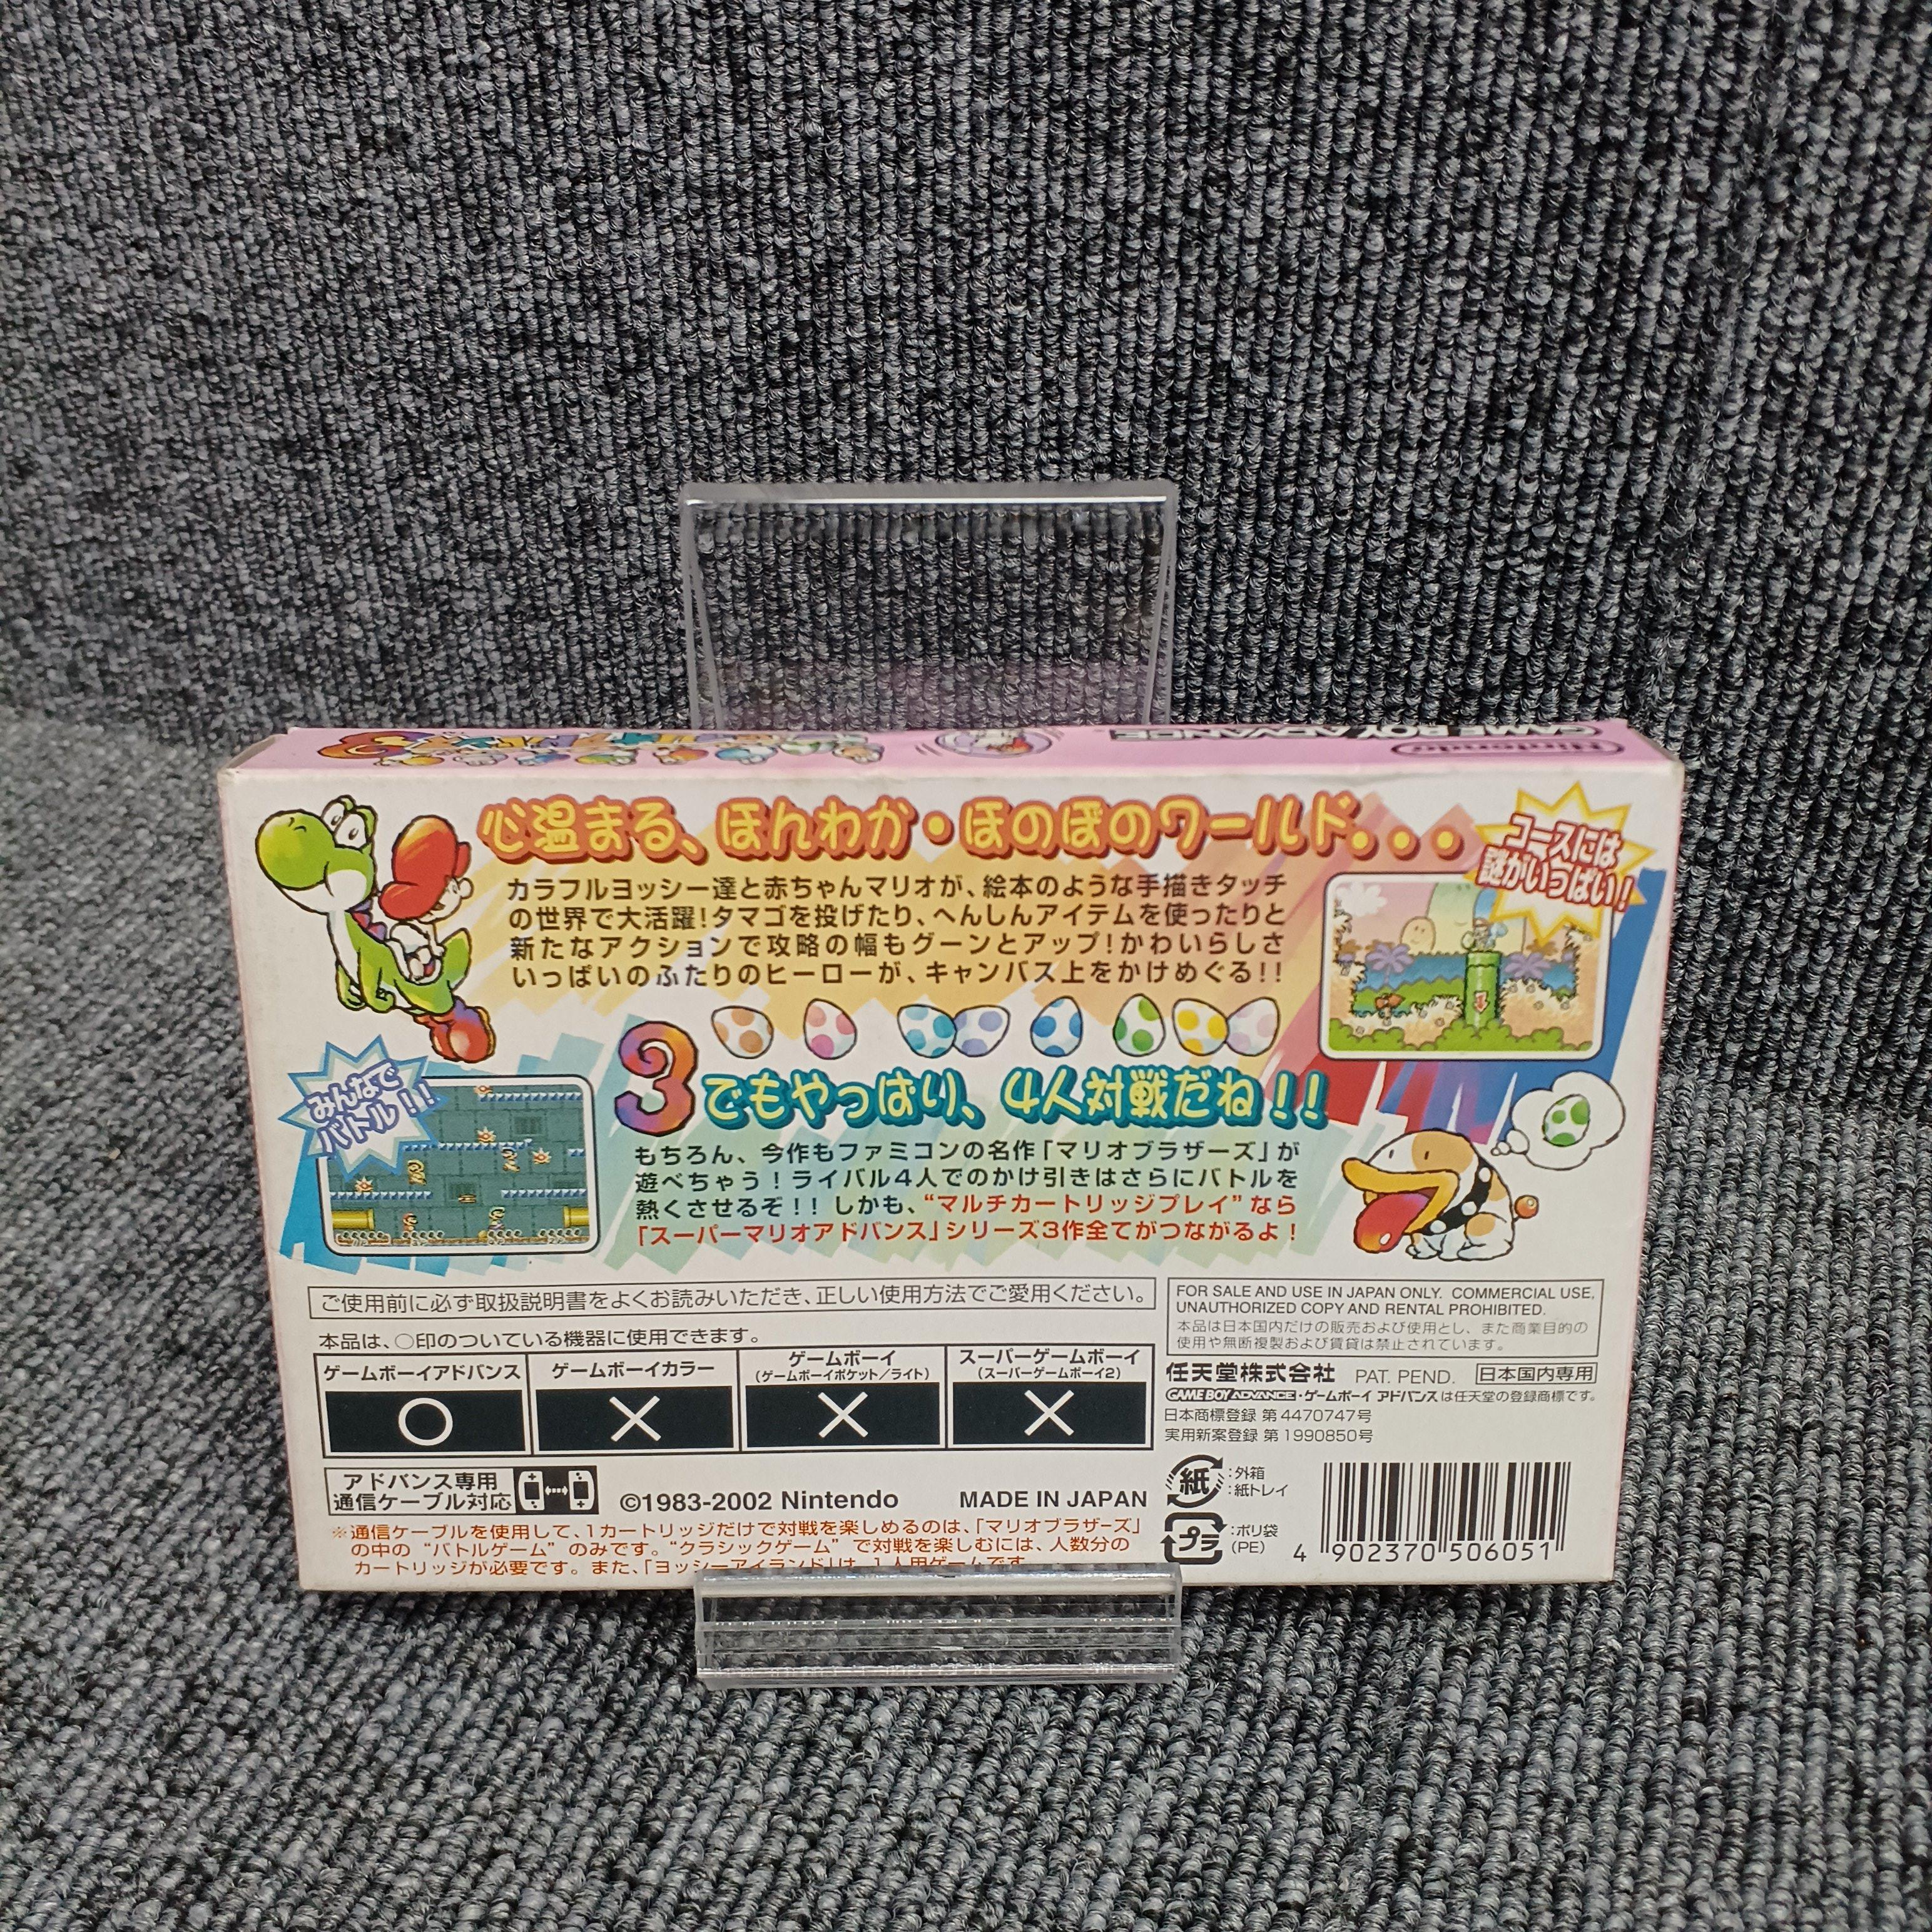 Nintendo
GAME BOY ADVANCE
心温まる、ほんわか・ほのぼのワールド・・・
コースには
謎がいっぱい!
カラフルヨッシー達と赤ちゃんマリオが、絵本のような手描きタッチ
の世界で大活躍!タマゴを投げたり、へんしんアイテムを使ったりと
新たなアクションで攻略の幅もグーンとアップ!かわいらしさ
いっぱいのふたりのヒーローが、キャンバス上をかけめぐる!!
みんなで
バトル!!
3でもやっぱり、4人対戦だね!!
もちろん、今作もファミコンの名作「マリオブラザーズ」が
遊べちゃう!ライバル4人でのかけ引きはさらにバトルを
熱くさせるぞ!!しかも、“マルチカートリッジプレイ”なら
「スーパーマリオアドバンス」シリーズ3作全てがつながるよ!
ご使用前に必ず取扱説明書をよくお読みいただき、正しい使用方法でご愛用ください。
本品は、○印のついている機器に使用できます。
ゲームボーイアドバンス
○
ゲームボーイカラー
×
ゲームボーイ
(ゲームボーイポケット/ライト)
×
スーパーゲームボーイ
(スーパーゲームボーイ2)
×
アドバンス専用
通信ケーブル対応
©1983-2002 Nintendo
MADE IN JAPAN
※通信ケーブルを使用して、1カートリッジだけで対戦を楽しめるのは、「マリオブラザーズ」
の中の“バトルゲーム”のみです。“クラシックゲーム”で対戦を楽しむには、人数分の
カートリッジが必要です。また、「ヨッシーアイランド」は、1人用ゲームです
FOR SALE AND USE IN JAPAN ONLY. COMMERCIAL USE,
UNAUTHORIZED COPY AND RENTAL PROHIBITED.
本品は日本国内だけの販売および使用とし、また商業目的の
使用や無断複製および賃貸は禁止されています。
任天堂株式会社 PAT. PEND. 日本国内専用
GAME BOY ADVANCE・ゲームボーイ アドバンスは任天堂の登録商標です。
日本商標登録 第4470747号
実用新案登録 第1990850号
紙 :外箱
:紙トレイ
プラ :ポリ袋
(PE)
4 902370 506051